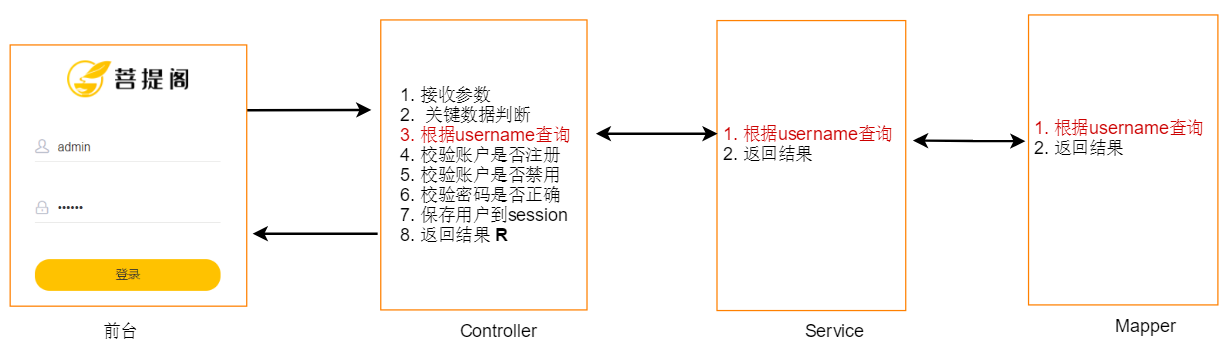 菩提阁
admin
••••••
登录
前台
1. 接收参数
2. 关键数据判断
3. 根据username查询
4. 校验账户是否注册
5. 校验账户是否禁用
6. 校验密码是否正确
7. 保存用户到session
8. 返回结果 R
Controller
1. 根据username查询
2. 返回结果
Service
1. 根据username查询
2. 返回结果
Mapper